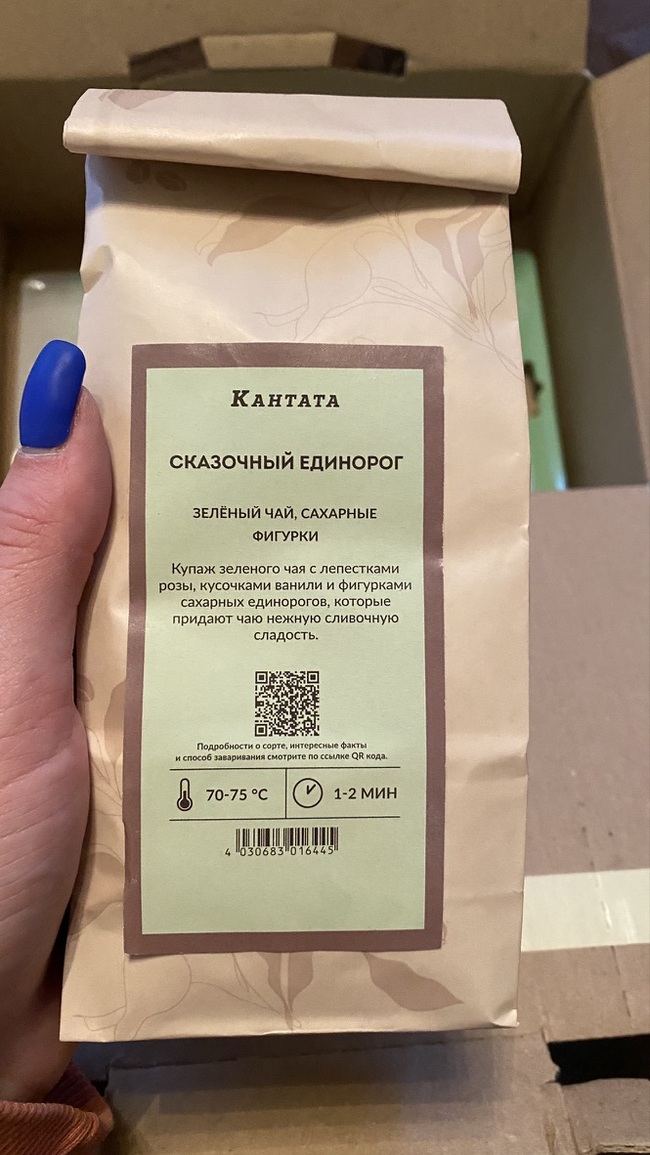 КАНТАТА
СКАЗОЧНЫЙ ЕДИНОРОГ
ЗЕЛЁНЫЙ ЧАЙ, САХАРНЫЕ
ФИГУРКИ
Купаж зеленого чая с лепестками
розы, кусочками ванили и фигурками
сахарных единорогов, которые
придают чаю нежную сливочную
сладость.
Подробности о сорте, интересные факты
и способ заваривания смотрите по ссылке QR кода.
70-75 °C 1-2 МИН
4 030683 016445